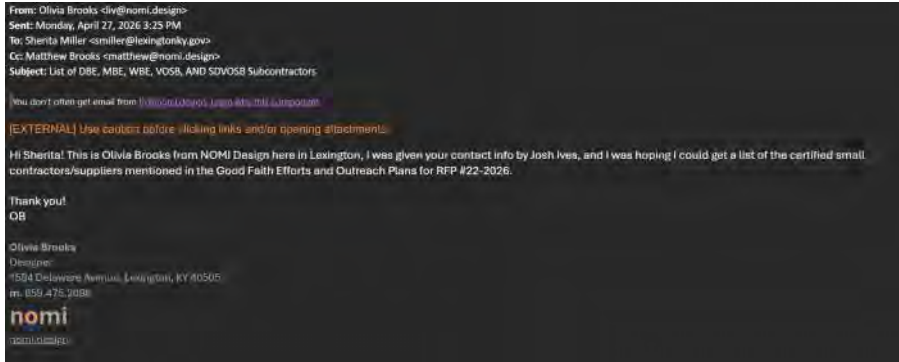 From: Olivia Brooks <liv@nomi.design>
Sent: Monday, April 27, 2026 3:25 PM
To: Sherita Miller <smiller@lexingtonky.gov>
Cc: Matthew Brooks <matthew@nomi.design>
Subject: List of DBE, MBE, WBE, VOSB, AND SDVOSB Subcontractors
You don't often get email from
[EXTERNAL] Use caution before clicking links and/or opening attachments.
Hi Sherita! This is Olivia Brooks from NOMI Design here in Lexington, I was given your contact info by Josh Ives, and I was hoping I could get a list of the certified small
contractors/suppliers mentioned in the Good Faith Efforts and Outreach Plans for RFP #22-2026.
Thank you!
OB
Olivia Brooks
Designer
Delaware Avenue, Lexington, KY 40505
nomi
nomi.design